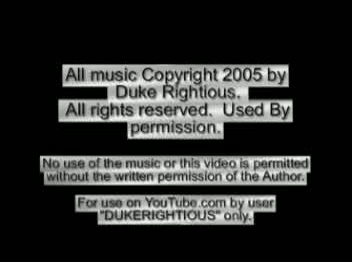 All music Copyright 2005 by
Duke Rightious.
All rights reserved. Used By
permission.
No use of the music or this video is permitted
without the written permission of the Author.
For use on YouTube.com by user
"DUKERIGHTIOUS" only.